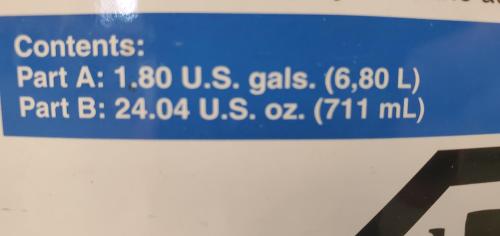 Contents:
Part A: 1.80 U.S. gals. (6,80 L)
Part B: 24.04 U.S. oz. (711 mL)